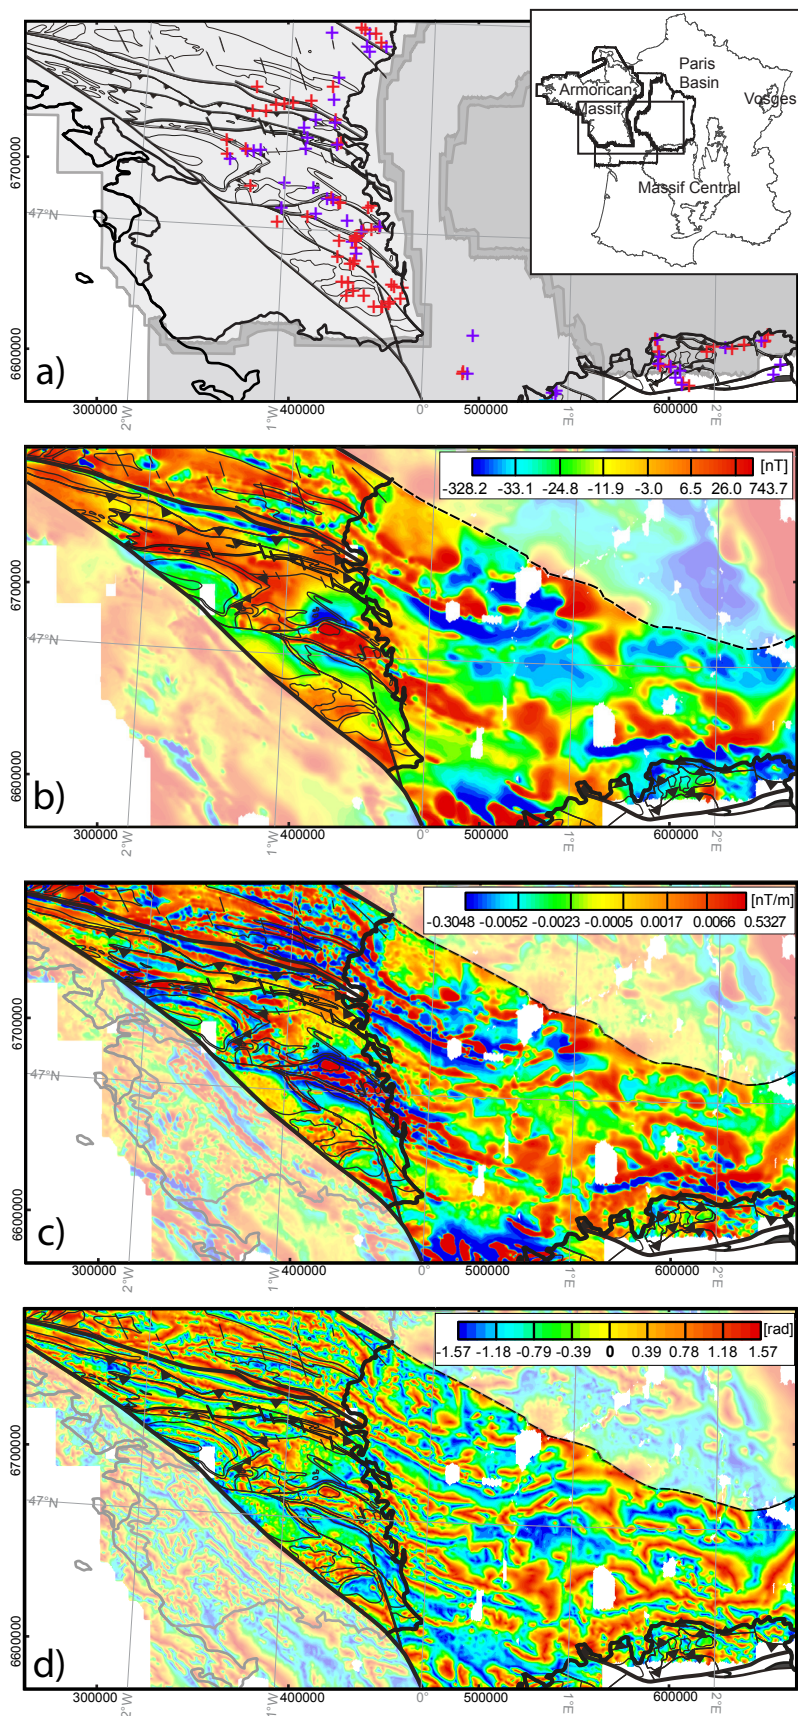 Paris
Basin
Armorican
Massif
Vosges
Massif Central
6700000
47°N
6600000
a)
300000
2°W
400000
1°W
0°
500000
1°E
600000
2°E
[nT]
-328.2 -33.1 -24.8 -11.9 -3.0 6.5 26.0 743.7
6700000
47°N
6600000
b)
300000
2°W
400000
1°W
0°
500000
1°E
600000
2°E
[nT/m]
-0.3048 -0.0052 -0.0023 -0.0005 0.0017 0.0066 0.5327
6700000
47°N
6600000
c)
300000
2°W
400000
1°W
0°
500000
1°E
600000
2°E
[rad]
-1.57 -1.18 -0.79 -0.39 0 0.39 0.78 1.18 1.57
6700000
47°N
6600000
d)
300000
2°W
400000
1°W
0°
500000
1°E
600000
2°E